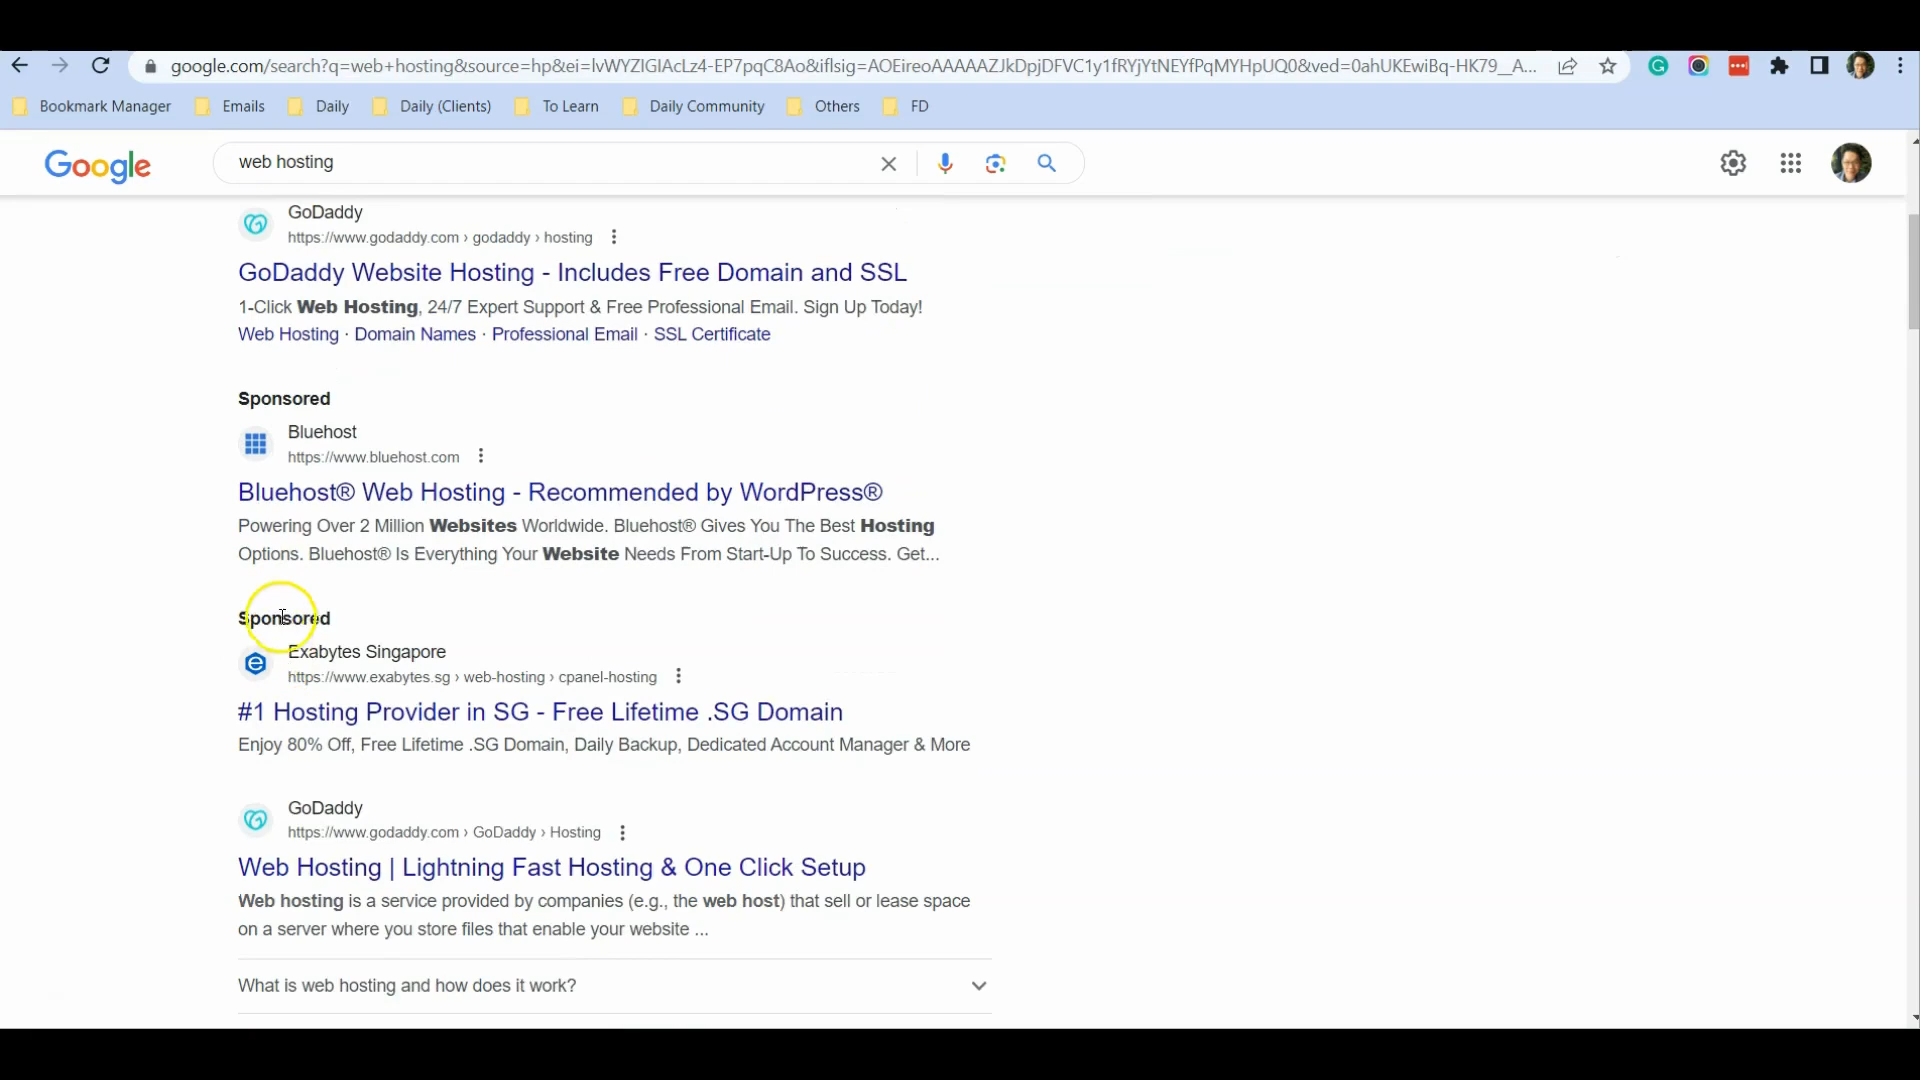 google.com/search?q=web+hosting&source=hp&ei=lvWYZIGIAcLz4-EP7pqC8Ao&iflsig=AOEireoAAAAAZJkDpjDFVC1y1fRYjYtNEYfPqMYHpUQ0&ved=0ahUKEwiBq-HK79__A...
Bookmark Manager Emails Daily Daily (Clients) To Learn Daily Community Others FD
Google web hosting
GoDaddy
https://www.godaddy.com › godaddy › hosting
GoDaddy Website Hosting - Includes Free Domain and SSL
1-Click Web Hosting, 24/7 Expert Support & Free Professional Email. Sign Up Today!
Web Hosting · Domain Names · Professional Email · SSL Certificate
Sponsored
Bluehost
https://www.bluehost.com
Bluehost® Web Hosting - Recommended by WordPress®
Powering Over 2 Million Websites Worldwide. Bluehost® Gives You The Best Hosting
Options. Bluehost® Is Everything Your Website Needs From Start-Up To Success. Get...
Sponsored
Exabytes Singapore
https://www.exabytes.sg › web-hosting › cpanel-hosting
#1 Hosting Provider in SG - Free Lifetime .SG Domain
Enjoy 80% Off, Free Lifetime .SG Domain, Daily Backup, Dedicated Account Manager & More
GoDaddy
https://www.godaddy.com › GoDaddy › Hosting
Web Hosting | Lightning Fast Hosting & One Click Setup
Web hosting is a service provided by companies (e.g., the web host) that sell or lease space
on a server where you store files that enable your website ...
What is web hosting and how does it work?